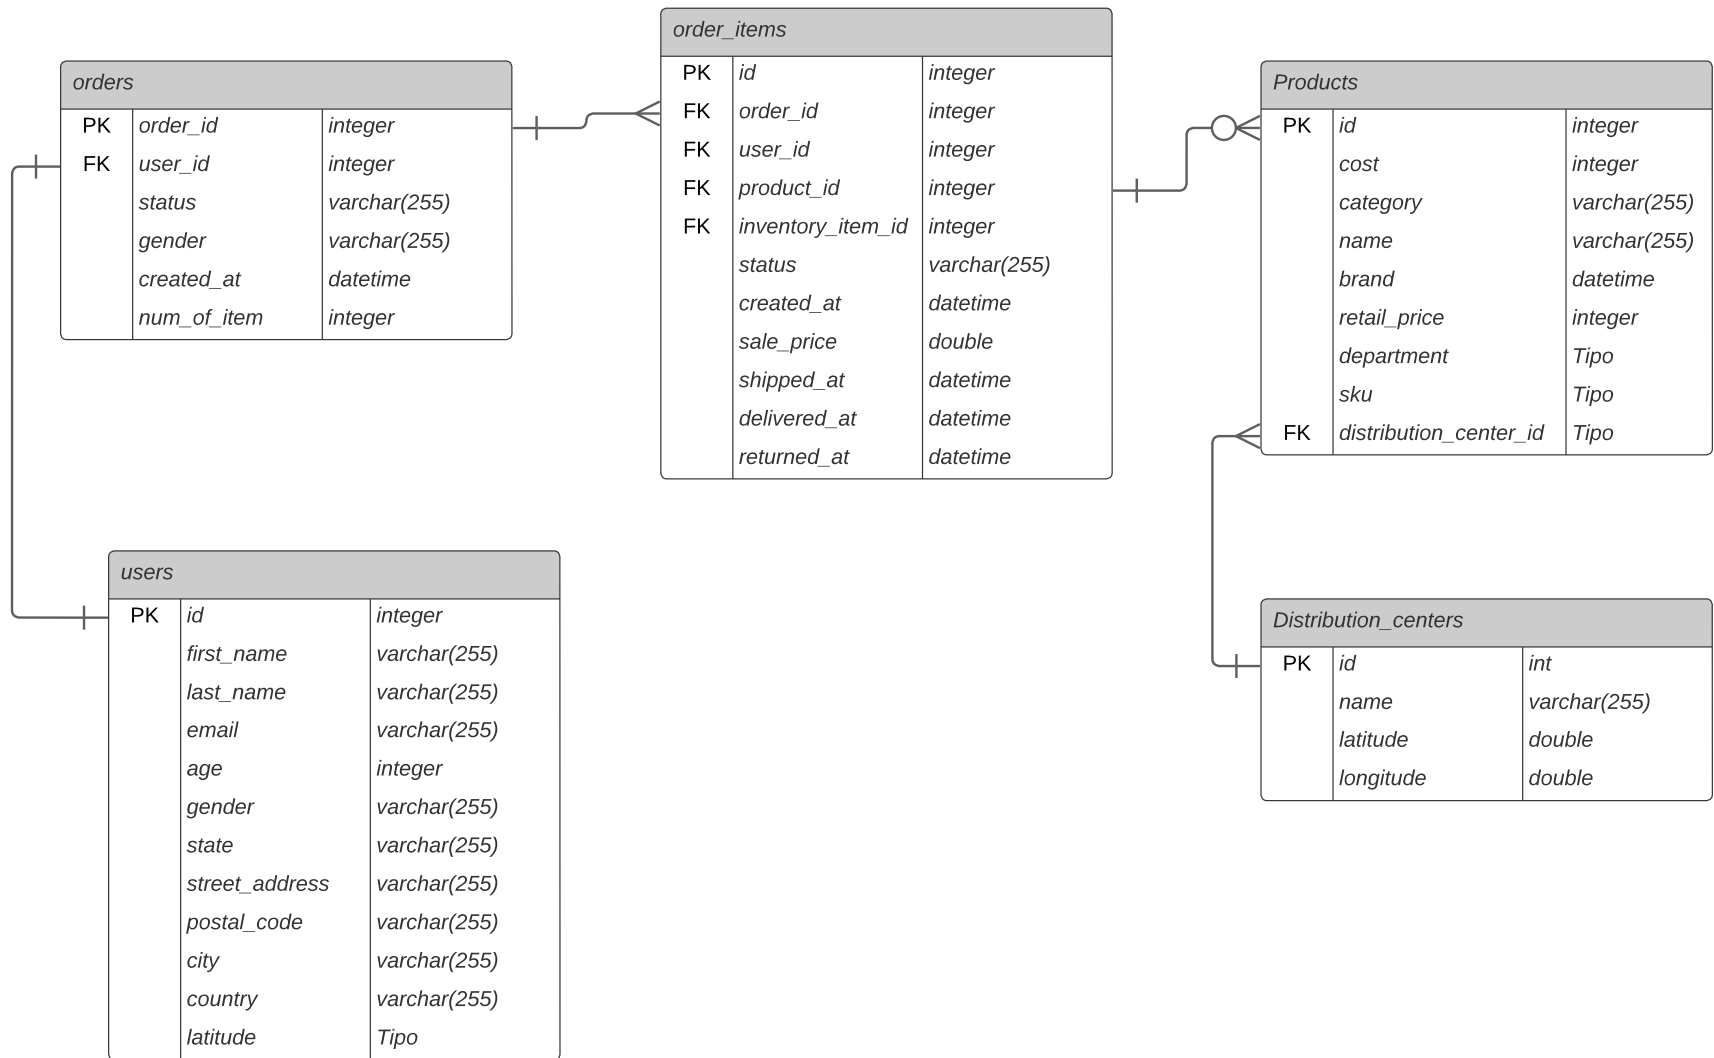 orders
PK order_id integer
FK user_id integer
status varchar(255)
gender varchar(255)
created_at datetime
num_of_item integer
order_items
PK id integer
FK order_id integer
FK user_id integer
FK product_id integer
FK inventory_item_id integer
status varchar(255)
created_at datetime
sale_price double
shipped_at datetime
delivered_at datetime
returned_at datetime
Products
PK id integer
cost integer
category varchar(255)
name varchar(255)
brand datetime
retail_price integer
department Tipo
sku Tipo
FK distribution_center_id Tipo
users
PK id integer
first_name varchar(255)
last_name varchar(255)
email varchar(255)
age integer
gender varchar(255)
state varchar(255)
street_address varchar(255)
postal_code varchar(255)
city varchar(255)
country varchar(255)
latitude Tipo
Distribution_centers
PK id int
name varchar(255)
latitude double
longitude double